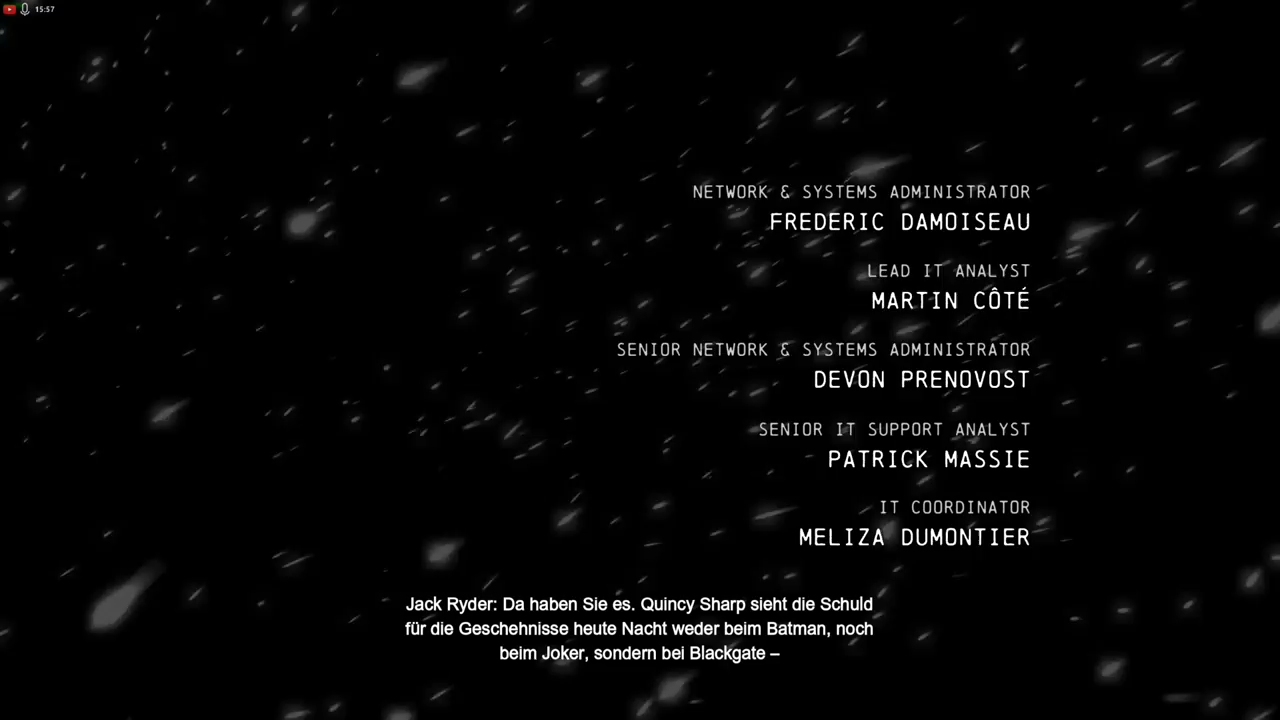 15:57
NETWORK & SYSTEMS ADMINISTRATOR
FREDERIC DAMOISEAU
LEAD IT ANALYST
MARTIN CÔTÉ
SENIOR NETWORK & SYSTEMS ADMINISTRATOR
DEVON PRENOVOST
SENIOR IT SUPPORT ANALYST
PATRICK MASSIE
IT COORDINATOR
MELIZA DUMONTIER
Jack Ryder: Da haben Sie es. Quincy Sharp sieht die Schuld
für die Geschehnisse heute Nacht weder beim Batman, noch
beim Joker, sondern bei Blackgate –